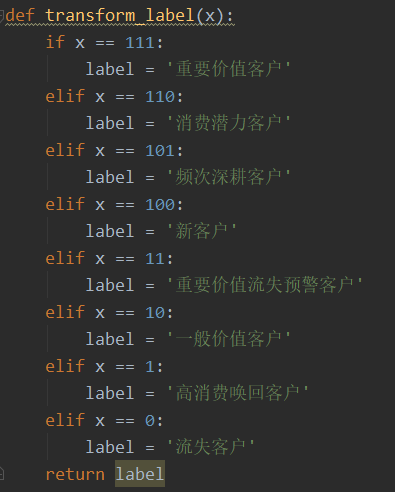 def transform_label(x):
    if x == 111:
        label = '重要价值客户'
    elif x == 110:
        label = '消费潜力客户'
    elif x == 101:
        label = '频次深耕客户'
    elif x == 100:
        label = '新客户'
    elif x == 11:
        label = '重要价值流失预警客户'
    elif x == 10:
        label = '一般价值客户'
    elif x == 1:
        label = '高消费唤回客户'
    elif x == 0:
        label = '流失客户'
    return label